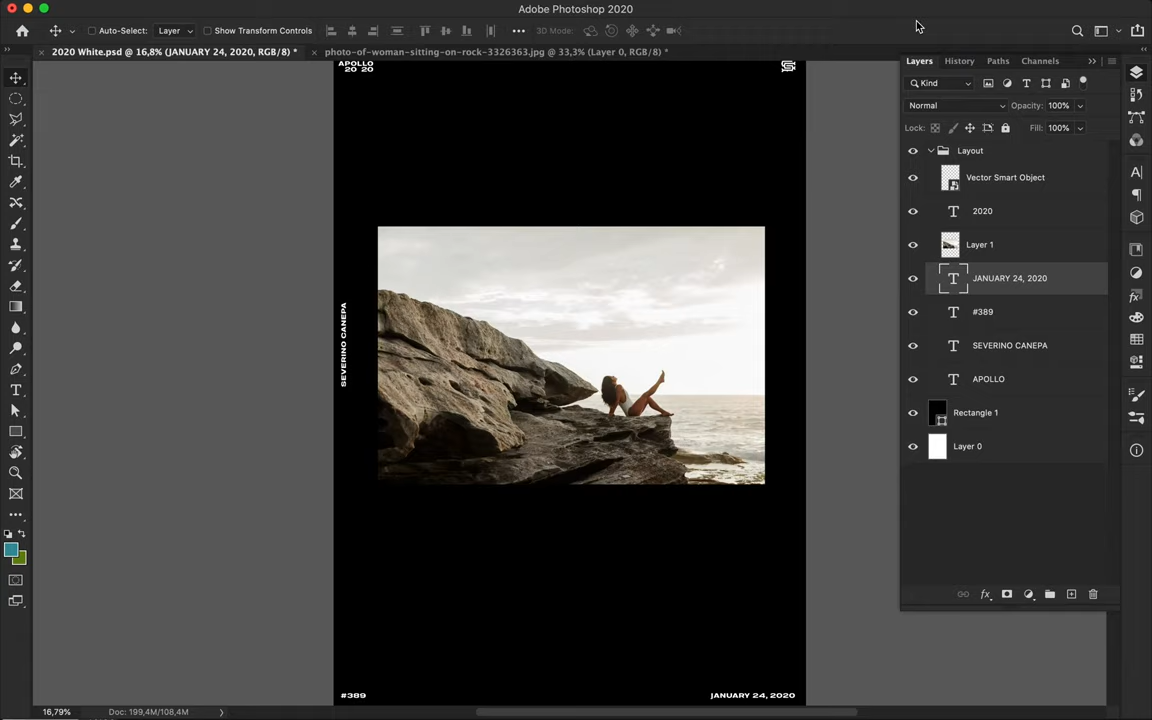 Adobe Photoshop 2020
Auto-Select: Layer Show Transform Controls 3D Mode:
2020 White.psd @ 16,8% (JANUARY 24, 2020, RGB/8) *
photo-of-woman-sitting-on-rock-3326363.jpg @ 33,3% (Layer 0, RGB/8) *
APOLLO
20 20
SEVERINO CANEPA
#389
JANUARY 24, 2020
Layers History Paths Channels
Kind
Normal Opacity: 100%
Lock: Fill: 100%
Layout
Vector Smart Object
2020
Layer 1
JANUARY 24, 2020
#389
SEVERINO CANEPA
APOLLO
Rectangle 1
Layer 0
16,79% Doc: 199,4M/108,4M